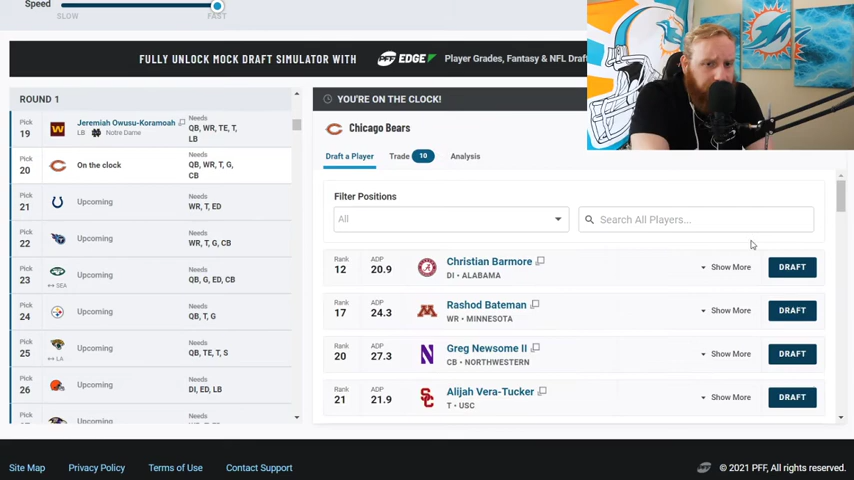 Speed
SLOW
FAST
FULLY UNLOCK MOCK DRAFT SIMULATOR WITH
PFF EDGE
Player Grades, Fantasy & NFL Draf
ROUND 1
Pick 19
Jeremiah Owusu-Koramoah
LB
Notre Dame
Needs
QB, WR, TE, T,
LB
Pick 20
On the clock
Needs
QB, WR, T, G,
CB
Pick 21
Upcoming
Needs
WR, T, ED
Pick 22
Upcoming
Needs
WR, T, G, CB
Pick 23
Upcoming
SEA
Needs
QB, G, ED, CB
Pick 24
Upcoming
Needs
QB, T, G
Pick 25
Upcoming
LA
Needs
QB, TE, T, S
Pick 26
Upcoming
Needs
DI, ED, LB
YOU'RE ON THE CLOCK!
Chicago Bears
Draft a Player
Trade 10
Analysis
Filter Positions
All
Search All Players...
Rank 12
ADP 20.9
Christian Barmore
DI • ALABAMA
Show More
DRAFT
Rank 17
ADP 24.3
Rashod Bateman
WR • MINNESOTA
Show More
DRAFT
Rank 20
ADP 27.3
Greg Newsome II
CB • NORTHWESTERN
Show More
DRAFT
Rank 21
ADP 21.9
Alijah Vera-Tucker
T • USC
Show More
DRAFT
Site Map
Privacy Policy
Terms of Use
Contact Support
© 2021 PFF, All rights reserved.